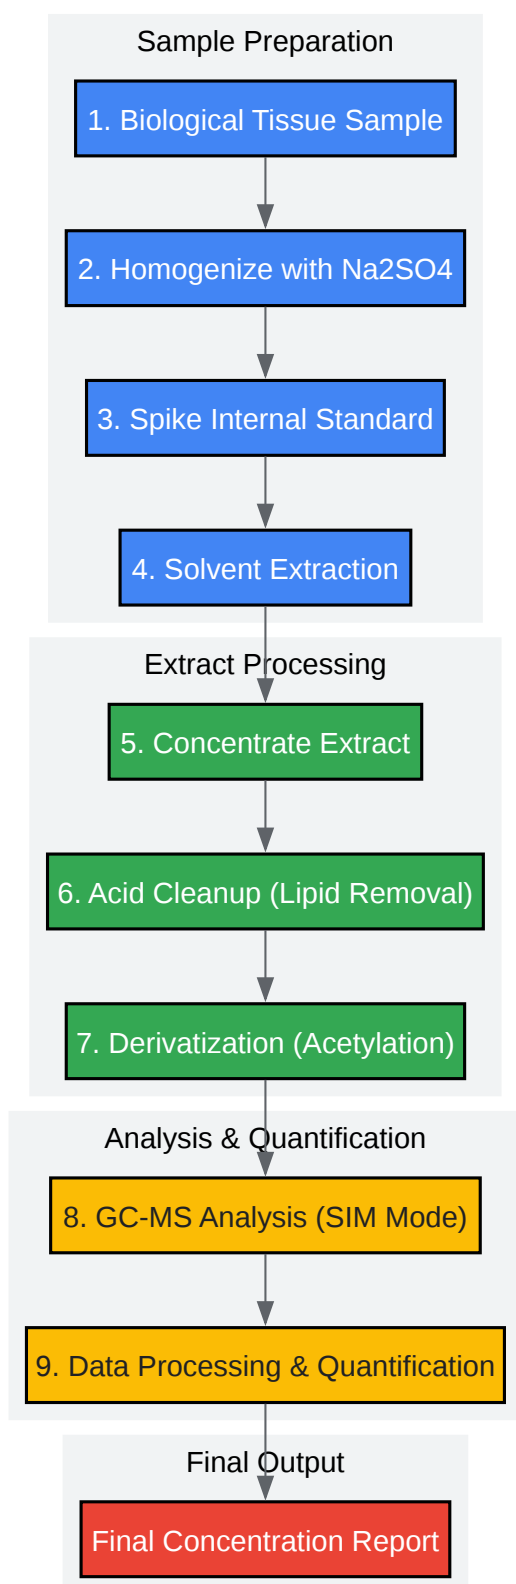 Sample Preparation
1. Biological Tissue Sample
2. Homogenize with Na2SO4
3. Spike Internal Standard
4. Solvent Extraction
Extract Processing
5. Concentrate Extract
6. Acid Cleanup (Lipid Removal)
7. Derivatization (Acetylation)
Analysis & Quantification
8. GC-MS Analysis (SIM Mode)
9. Data Processing & Quantification
Final Output
Final Concentration Report